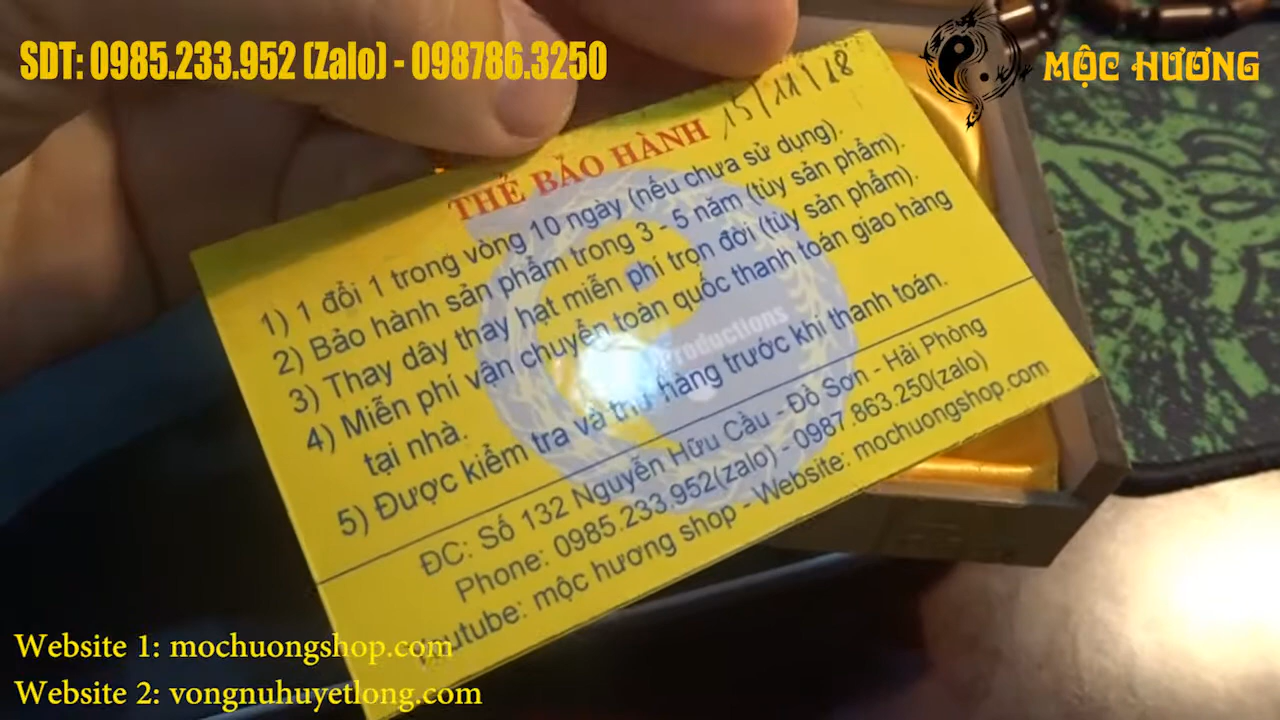 SDT: 0985.233.952 (Zalo) - 098786.3250
MỘC HƯƠNG
15/11/18
THẺ BẢO HÀNH
1) 1 đổi 1 trong vòng 10 ngày (nếu chưa sử dụng).
2) Bảo hành sản phẩm trong 3 - 5 năm (tùy sản phẩm).
3) Thay dây thay hạt miễn phí trọn đời (tùy sản phẩm).
4) Miễn phí vận chuyển toàn quốc thanh toán giao hàng
tại nhà.
5) Được kiểm tra và thử hàng trước khi thanh toán.
Productions
ĐC: Số 132 Nguyễn Hữu Cầu - Đồ Sơn - Hải Phòng
Phone: 0985.233.952(zalo) - 0987.863.250(zalo)
Youtube: mộc hương shop - Website: mochuongshop.com
Website 1: mochuongshop.com
Website 2: vongnuhuyetlong.com